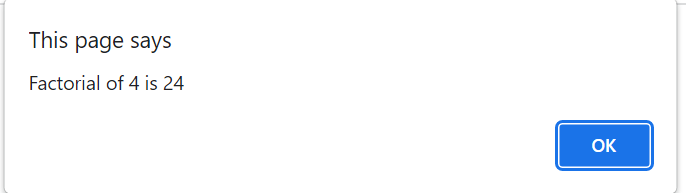 This page says
Factorial of 4 is 24
OK